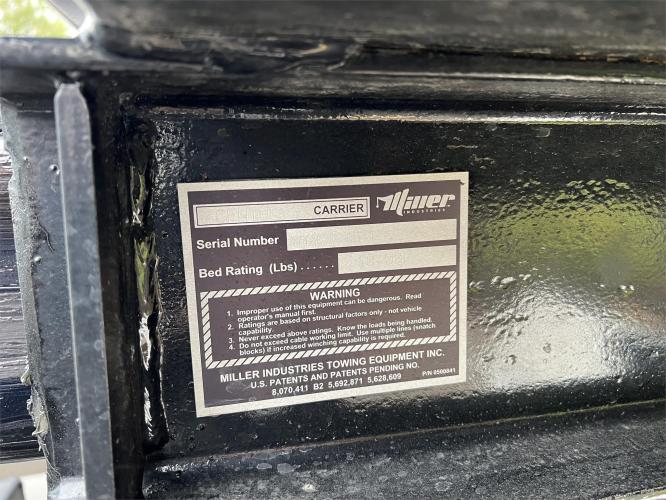 CARRIER Miller
INDUSTRIES
Serial Number
Bed Rating (Lbs) ......
WARNING
1. Improper use of this equipment can be dangerous. Read
operator's manual first.
2. Ratings are based on structural factors only - not vehicle
capability.
3. Never exceed above ratings. Know the loads being handled.
4. Do not exceed cable working limit. Use multiple lines (snatch
blocks) if increased winching capability is required.
MILLER INDUSTRIES TOWING EQUIPMENT INC.
U.S. PATENTS AND PATENTS PENDING NO.
8,070,411 B2 5,692,871 5,628,609
P/N 0500841